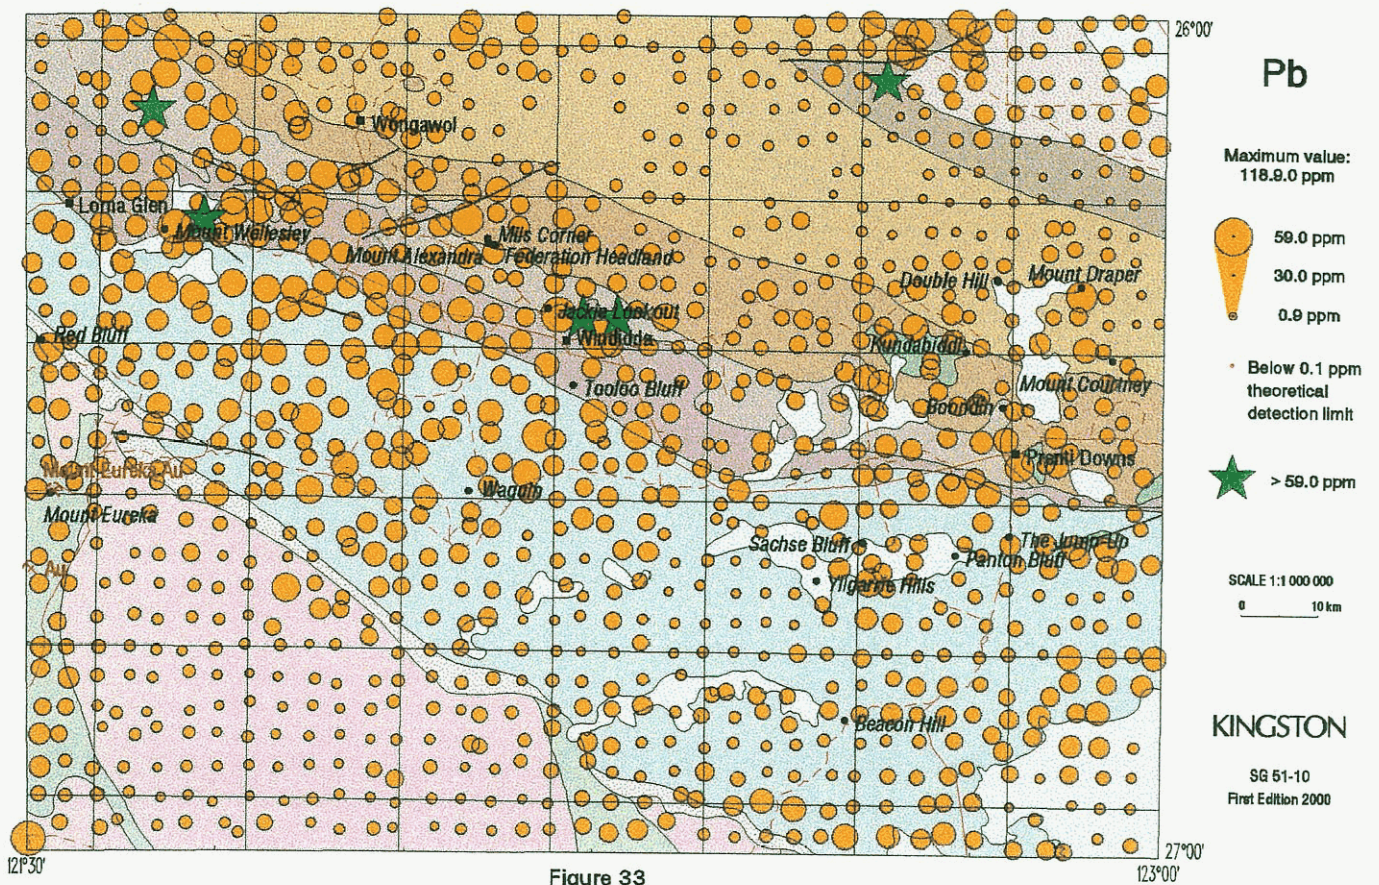 26°00'
Pb
Maximum value:
118.9.0 ppm
59.0 ppm
30.0 ppm
0.9 ppm
Below 0.1 ppm
theoretical
detection limit
> 59.0 ppm
SCALE 1:1 000 000
0 10 km
KINGSTON
SG 51-10
First Edition 2000
Wongawol
Lorna Glen
Mount Wellesley
Mils Corner
Mount Alexandra
Federation Headland
Double Hill
Mount Draper
Jackie Lookout
Windidda
Red Bluff
Kundabiddi
Tooloo Bluff
Mount Courtney
Boondin
Prenti Downs
Mount Eureka Au
Waguin
Mount Eureka
Sachse Bluff
The Jump-Up
Panton Bluff
Au
Yilgarnie Hills
Beacon Hill
121°30'
27°00'
123°00'
Figure 33